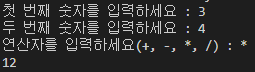 첫 번째 숫자를 입력하세요 : 3
두 번째 숫자를 입력하세요 : 4
연산자를 입력하세요(+, -, *, /) : *
12